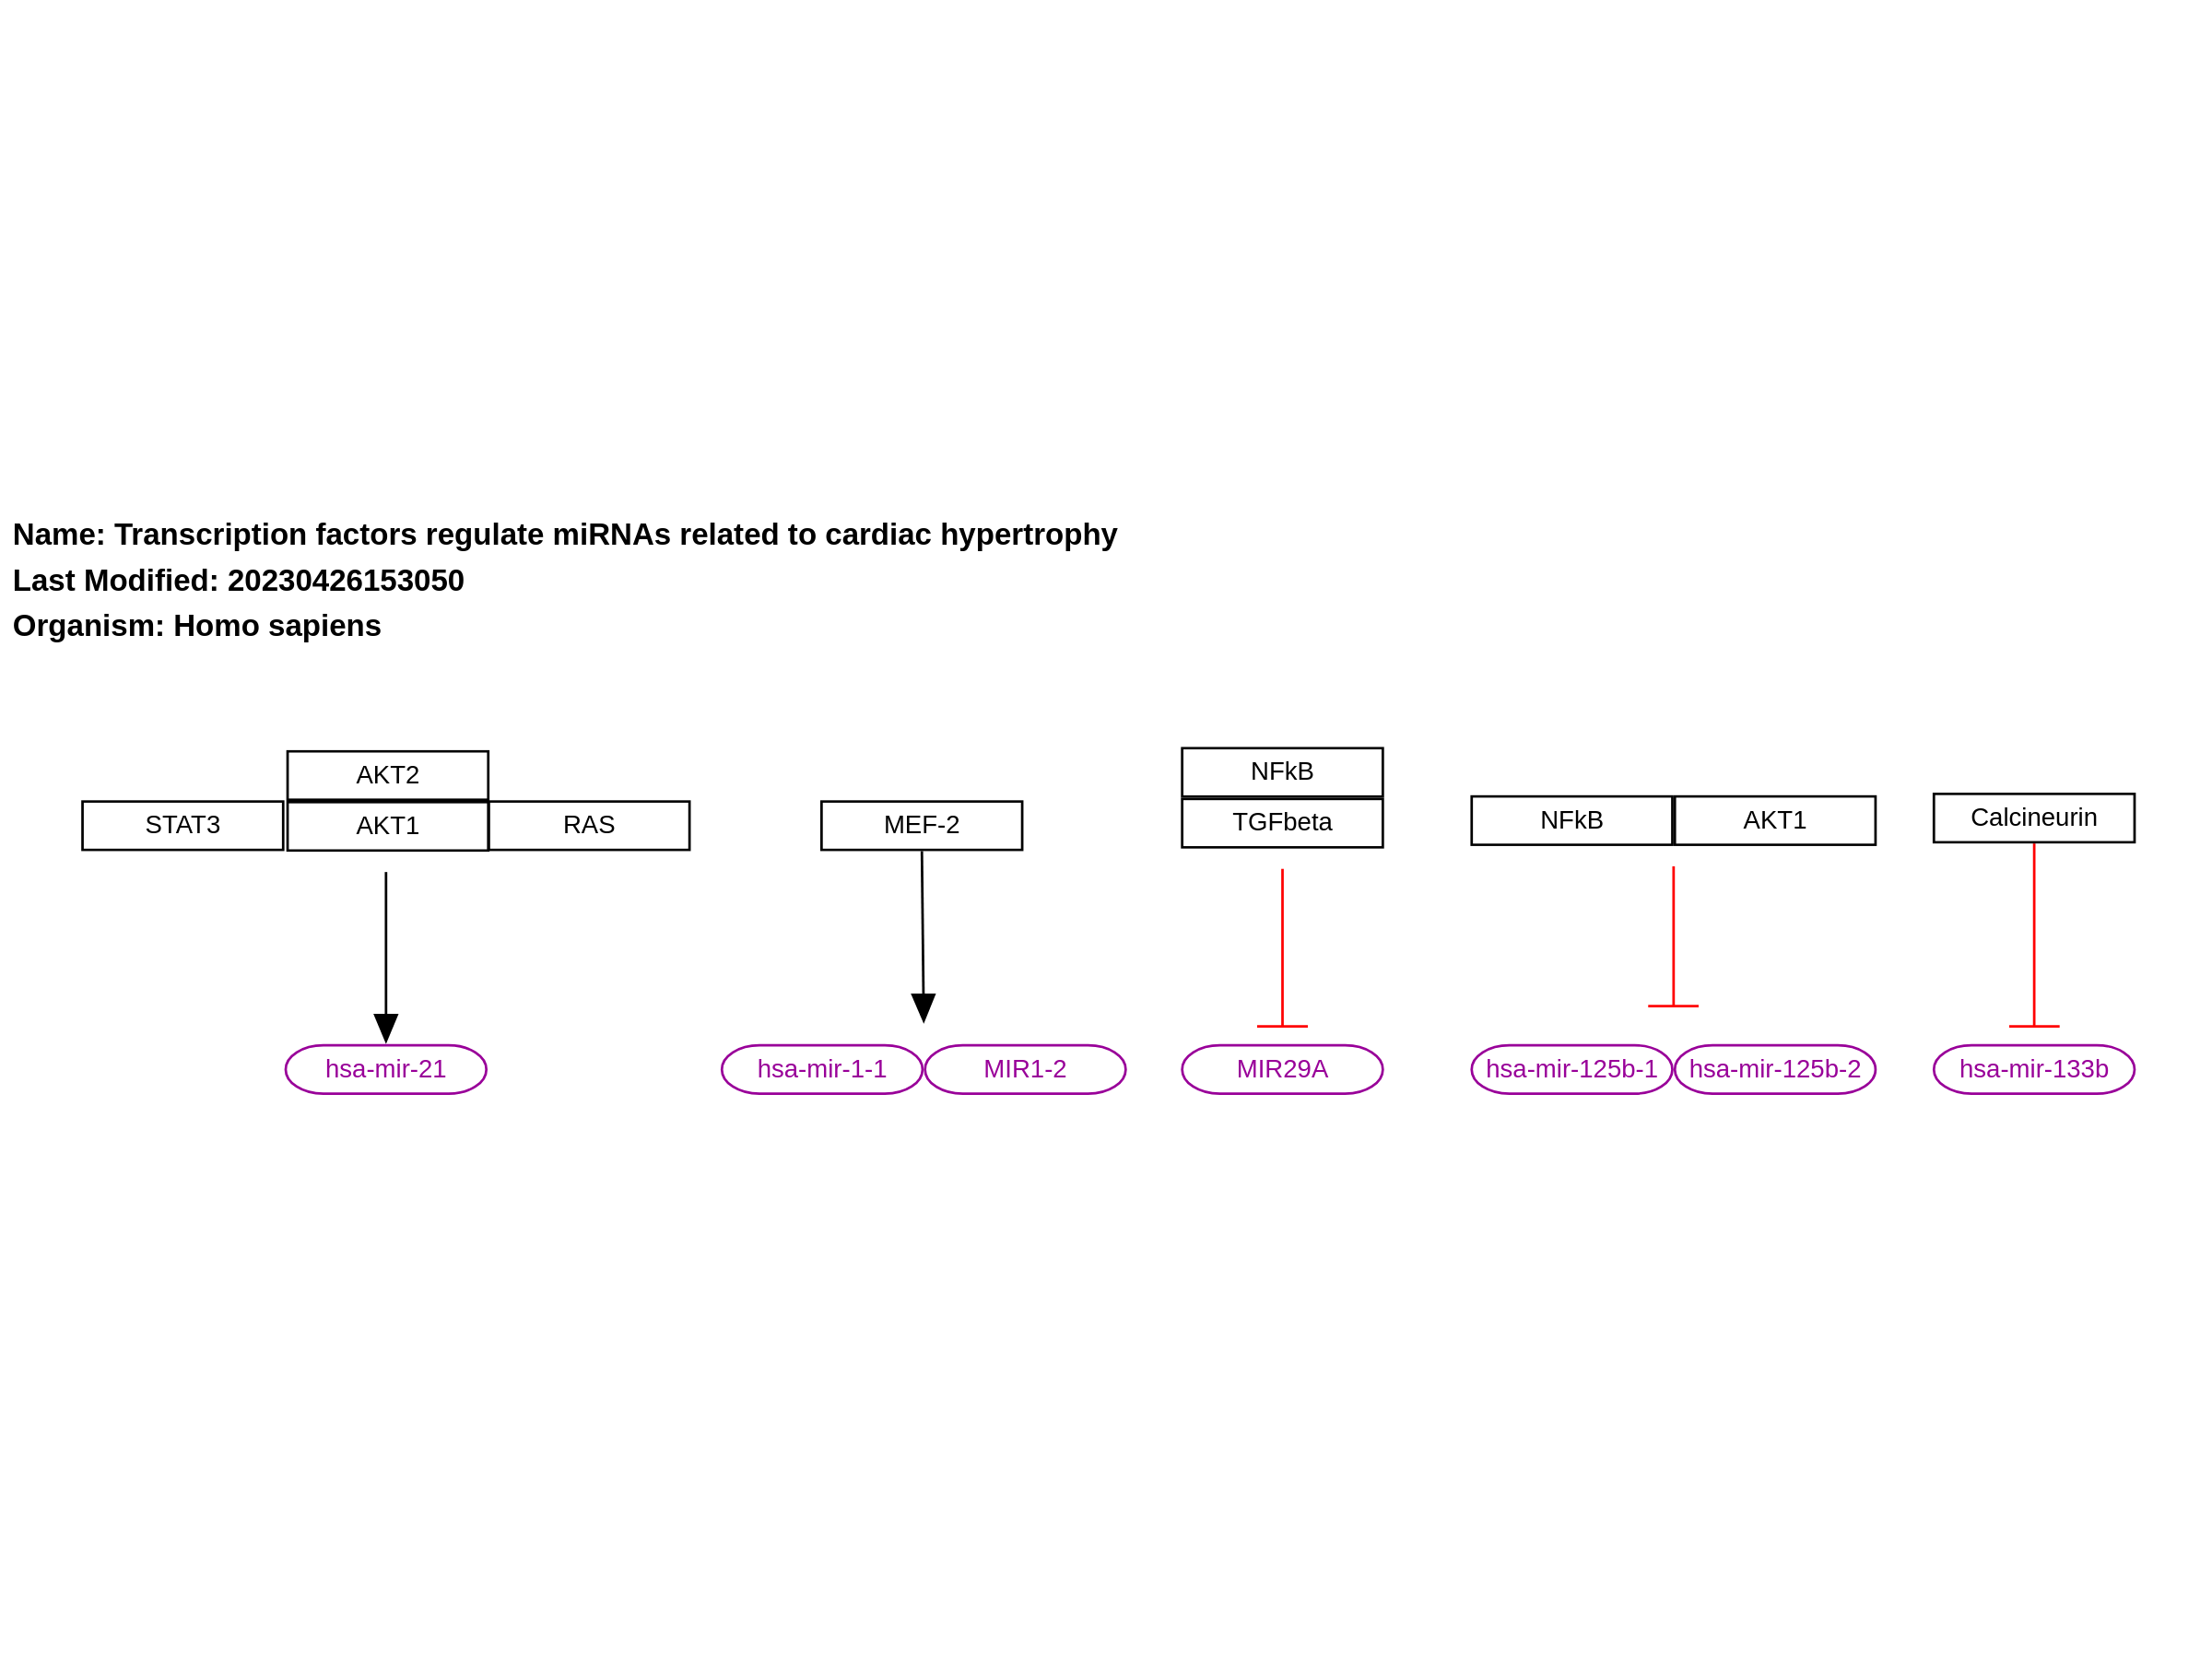 Name: Transcription factors regulate miRNAs related to cardiac hypertrophy
Last Modified: 20230426153050
Organism: Homo sapiens
AKT2
STAT3
AKT1
RAS
MEF-2
NFkB
TGFbeta
NFkB
AKT1
Calcineurin
hsa-mir-21
hsa-mir-1-1
MIR1-2
MIR29A
hsa-mir-125b-1
hsa-mir-125b-2
hsa-mir-133b